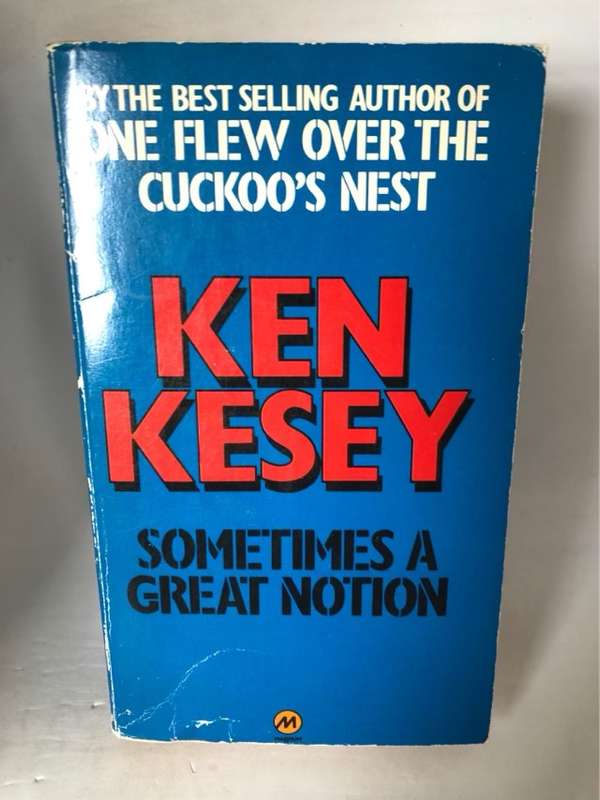 BY THE BEST SELLING AUTHOR OF
ONE FLEW OVER THE
CUCKOO'S NEST
KEN
KESEY
SOMETIMES A
GREAT NOTION
M